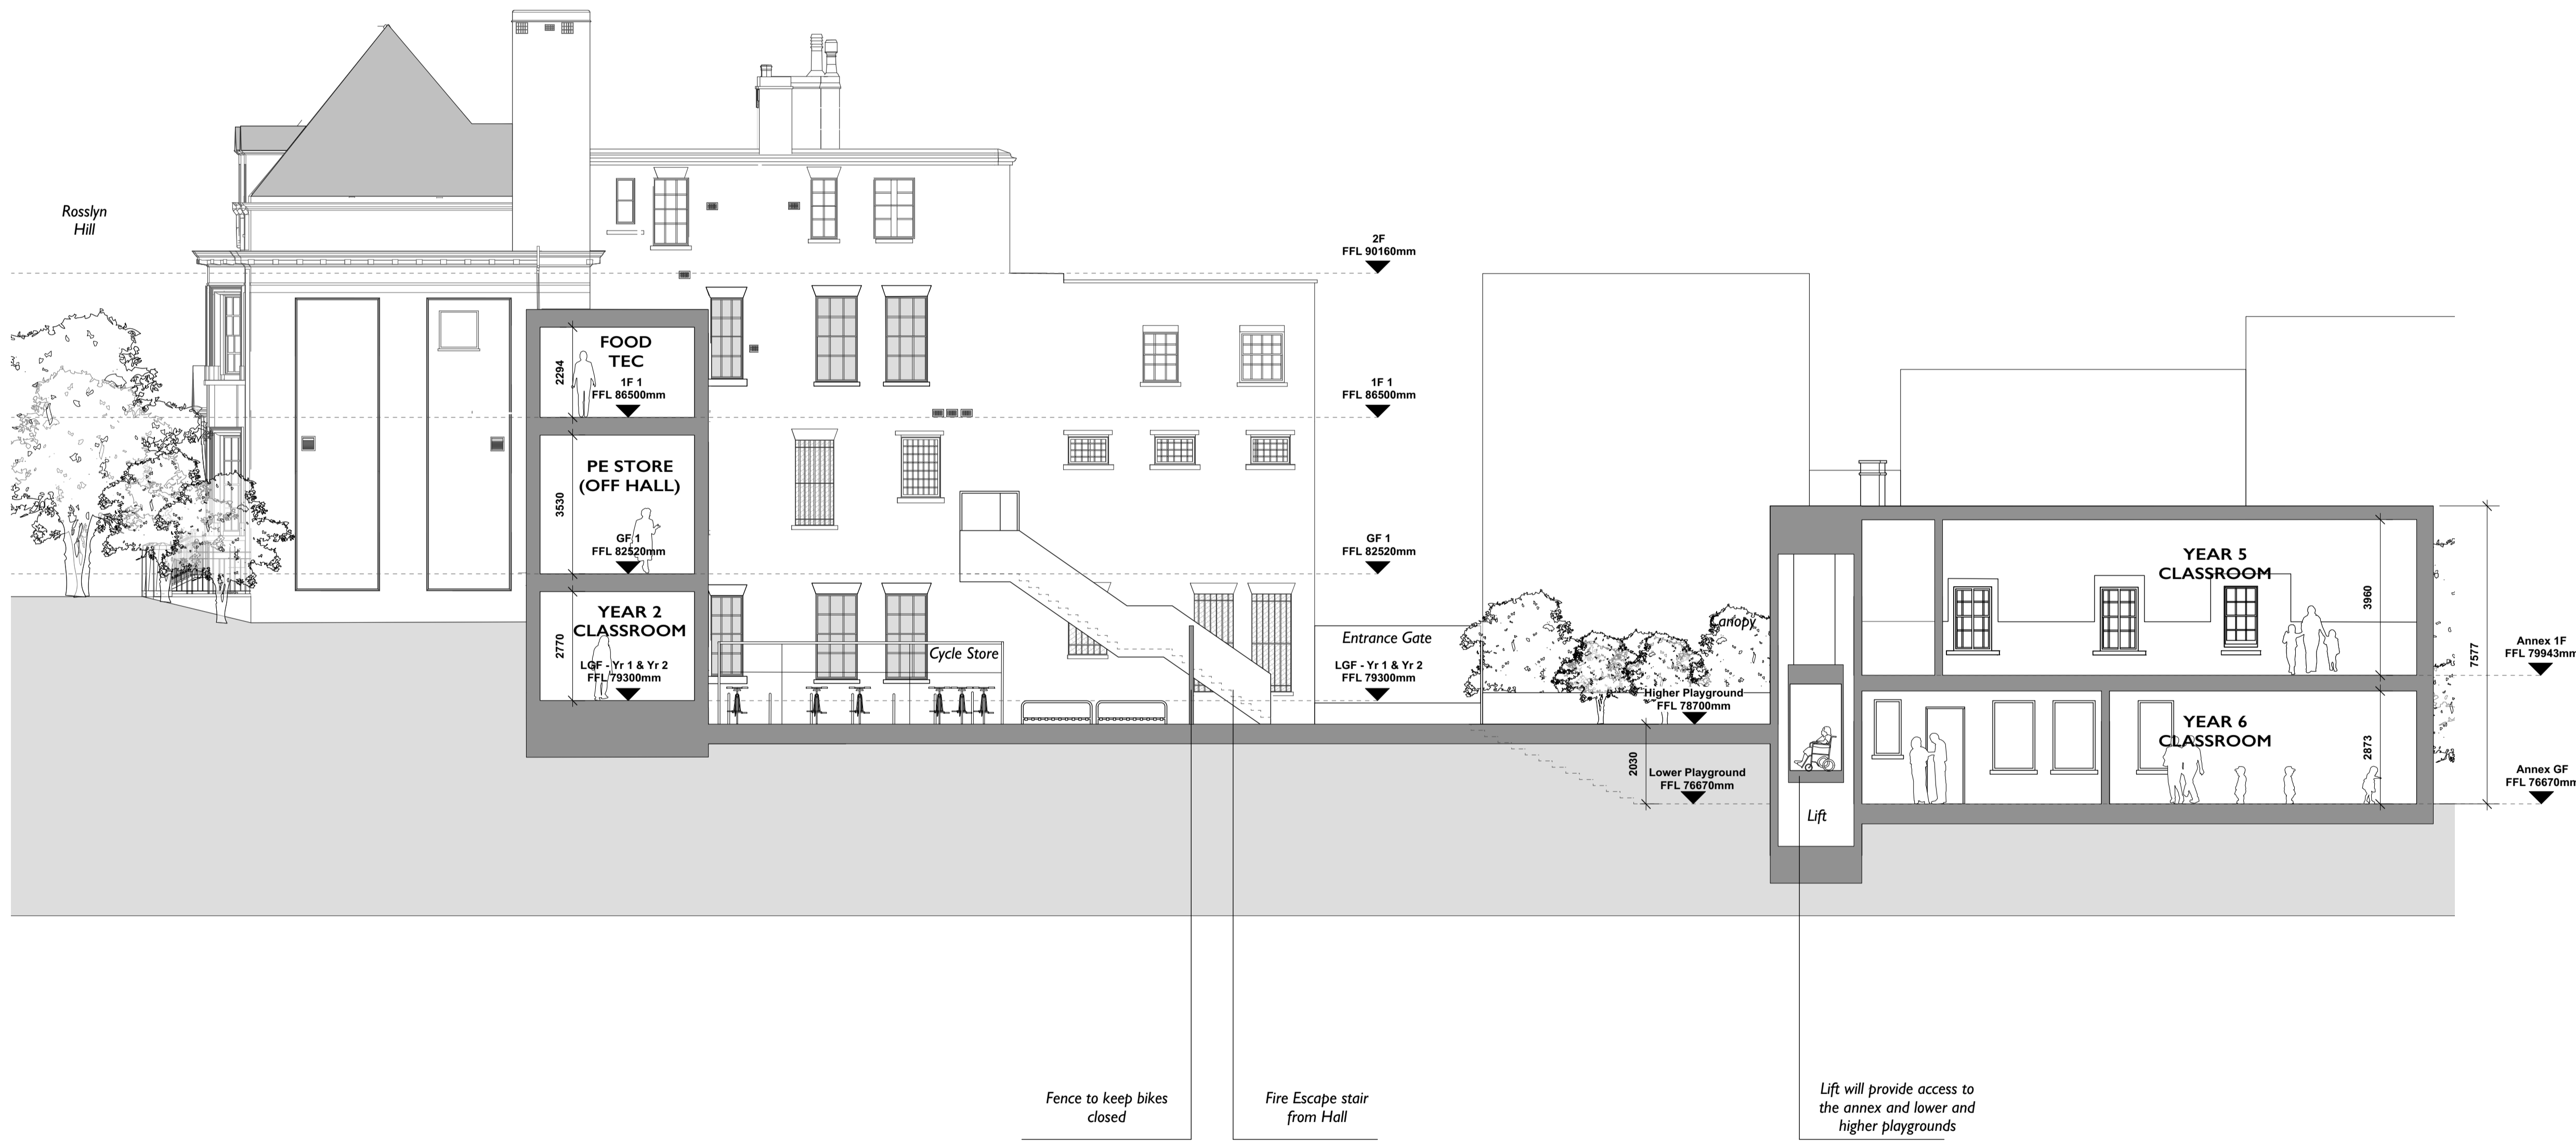 Rosslyn
Hill
2F
FFL 90160mm
FOOD
TEC
2294
1F 1
FFL 86500mm
1F 1
FFL 86500mm
PE STORE
(OFF HALL)
3530
GF 1
FFL 82520mm
GF 1
FFL 82520mm
YEAR 5
CLASSROOM
3960
YEAR 2
CLASSROOM
2770
LGF - Yr 1 & Yr 2
FFL 79300mm
Cycle Store
Entrance Gate
LGF - Yr 1 & Yr 2
FFL 79300mm
Canopy
Higher Playground
FFL 78700mm
7577
Annex 1F
FFL 79943mm
YEAR 6
CLASSROOM
2873
2030
Lower Playground
FFL 76670mm
Annex GF
FFL 76670mm
Lift
Fence to keep bikes
closed
Fire Escape stair
from Hall
Lift will provide access to
the annex and lower and
higher playgrounds